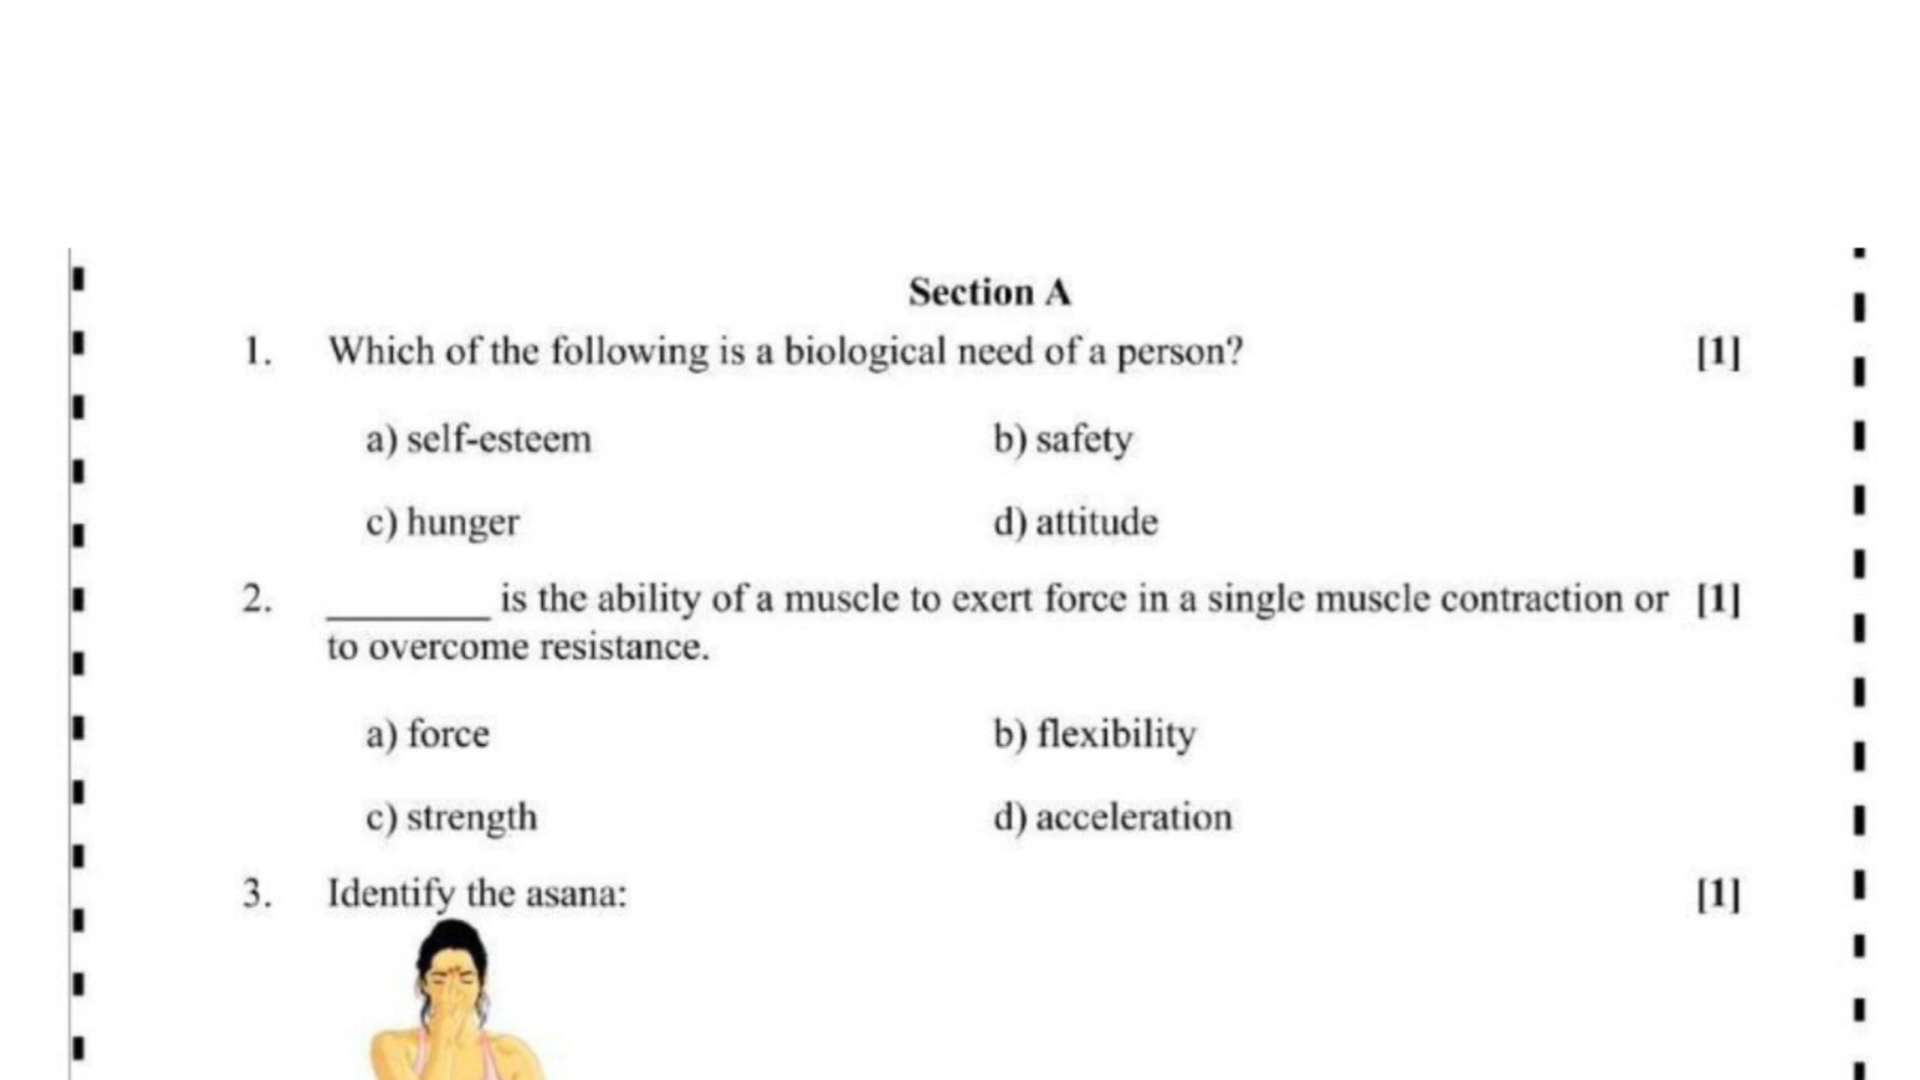 Section A
1. Which of the following is a biological need of a person? [1]
a) self-esteem b) safety
c) hunger d) attitude
2. ________ is the ability of a muscle to exert force in a single muscle contraction or [1]
to overcome resistance.
a) force b) flexibility
c) strength d) acceleration
3. Identify the asana: [1]